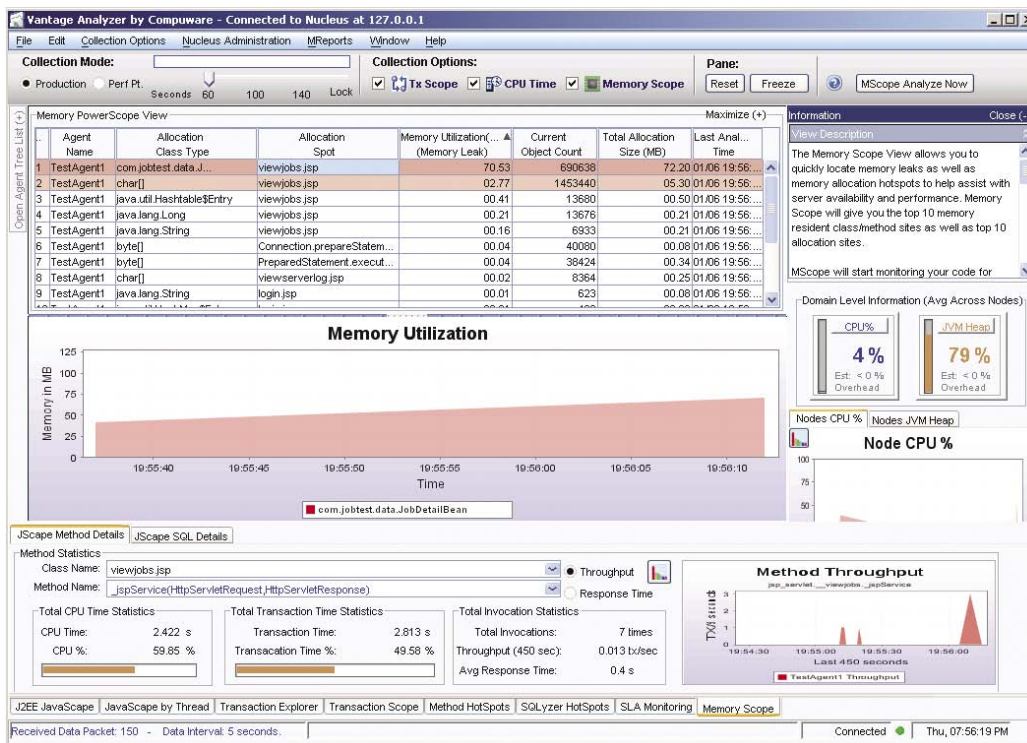 Vantage Analyzer by Compuware - Connected to Nucleus at 127.0.0.1
File Edit Collection Options Nucleus Administration MReports Window Help
Collection Mode: Collection Options: Pane:
Production Perf Pt. Seconds 60 100 140 Lock Tx Scope CPU Time Memory Scope Reset Freeze MScope Analyze Now
Open Agent Tree List (+)
Memory PowerScope View Maximize (+)
.. Agent Name Allocation Class Type Allocation Spot Memory Utilization(... (Memory Leak) Current Object Count Total Allocation Size (MB) Last Anal... Time
1 TestAgent1 com.jobtest.data.J... viewjobs.jsp 70.53 690638 72.20 01/06 19:56:...
2 TestAgent1 char[] viewjobs.jsp 02.77 1453440 05.30 01/06 19:56:...
3 TestAgent1 java.util.Hashtable$Entry viewjobs.jsp 00.41 13680 00.50 01/06 19:56:...
4 TestAgent1 java.lang.Long viewjobs.jsp 00.21 13676 00.21 01/06 19:56:...
5 TestAgent1 java.lang.String viewjobs.jsp 00.16 6933 00.21 01/06 19:56:...
6 TestAgent1 byte[] Connection.prepareStatem... 00.04 40080 00.08 01/06 19:56:...
7 TestAgent1 byte[] PreparedStatement.execut... 00.04 38424 00.34 01/06 19:56:...
8 TestAgent1 char[] viewserverlog.jsp 00.02 8364 00.25 01/06 19:56:...
9 TestAgent1 java.lang.String login.jsp 00.01 623 00.08 01/06 19:56:...
Information Close (-)
View Description
The Memory Scope View allows you to
quickly locate memory leaks as well as
memory allocation hotspots to help assist with
server availability and performance. Memory
Scope will give you the top 10 memory
resident class/method sites as well as top 10
allocation sites.
MScope will start monitoring your code for
Domain Level Information (Avg Across Nodes)
CPU% JVM Heap
4 % 79 %
Est: < 0 % Est: < 0 %
Overhead Overhead
Nodes CPU % Nodes JVM Heap
Node CPU %
100
75
50
Memory Utilization
Memory in MB
125
100
75
50
25
0
19:55:40 19:55:45 19:55:50 19:55:55 19:56:00 19:56:05 19:56:10
Time
com.jobtest.data.JobDetailBean
JScape Method Details JScape SQL Details
Method Statistics
Class Name: viewjobs.jsp Throughput
Method Name: _jspService(HttpServletRequest,HttpServletResponse) Response Time
Total CPU Time Statistics
CPU Time: 2.422 s
CPU %: 59.85 %
Total Transaction Time Statistics
Transaction Time: 2.813 s
Transacation Time %: 49.58 %
Total Invocation Statistics
Total Invocations: 7 times
Throughput (450 sec): 0.013 tx/sec
Avg Response Time: 0.4 s
Method Throughput
jsp_servlet.__viewjobs._jspService
TX/seconds
3
2
1
0
19:54:30 19:55:00 19:55:30 19:56:00
Last 450 seconds
TestAgent1 Throughput
J2EE JavaScape JavaScape by Thread Transaction Explorer Transaction Scope Method HotSpots SQLyzer HotSpots SLA Monitoring Memory Scope
Received Data Packet: 150 - Data Interval: 5 seconds. Connected Thu, 07:56:19 PM